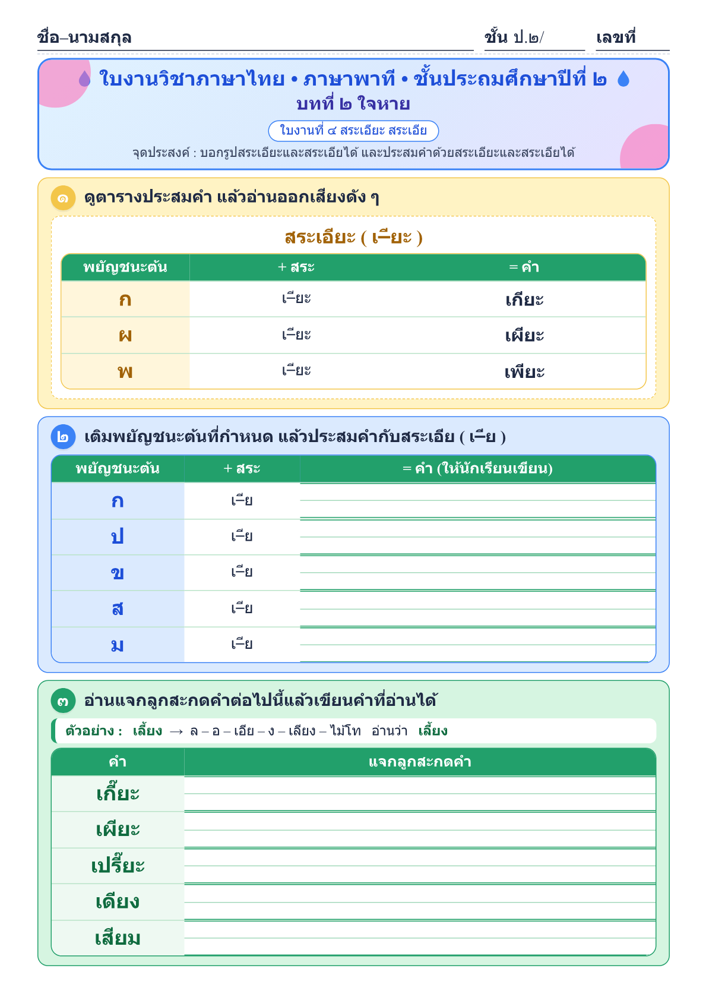 ชื่อ–นามสกุล ชั้น ป.๒/ เลขที่
ใบงานวิชาภาษาไทย • ภาษาพาที • ชั้นประถมศึกษาปีที่ ๒
บทที่ ๒ ใจหาย
ใบงานที่ ๔ สระเอียะ สระเอีย
จุดประสงค์ : บอกรูปสระเอียะและสระเอียได้ และประสมคำด้วยสระเอียะและสระเอียได้
๑ ดูตารางประสมคำ แล้วอ่านออกเสียงดัง ๆ
สระเอียะ ( เ–ียะ )
พยัญชนะต้น + สระ = คำ
ก เ–ียะ เกียะ
ผ เ–ียะ เผียะ
พ เ–ียะ เพียะ
๒ เติมพยัญชนะต้นที่กำหนด แล้วประสมคำกับสระเอีย ( เ–ีย )
พยัญชนะต้น + สระ = คำ (ให้นักเรียนเขียน)
ก เ–ีย
ป เ–ีย
ข เ–ีย
ส เ–ีย
ม เ–ีย
๓ อ่านแจกลูกสะกดคำต่อไปนี้แล้วเขียนคำที่อ่านได้
ตัวอย่าง : เลี้ยง → ล – อ – เอีย – ง – เลียง – ไม้โท อ่านว่า เลี้ยง
คำ แจกลูกสะกดคำ
เกี๊ยะ
เผียะ
เปรี๊ยะ
เดียง
เสียม